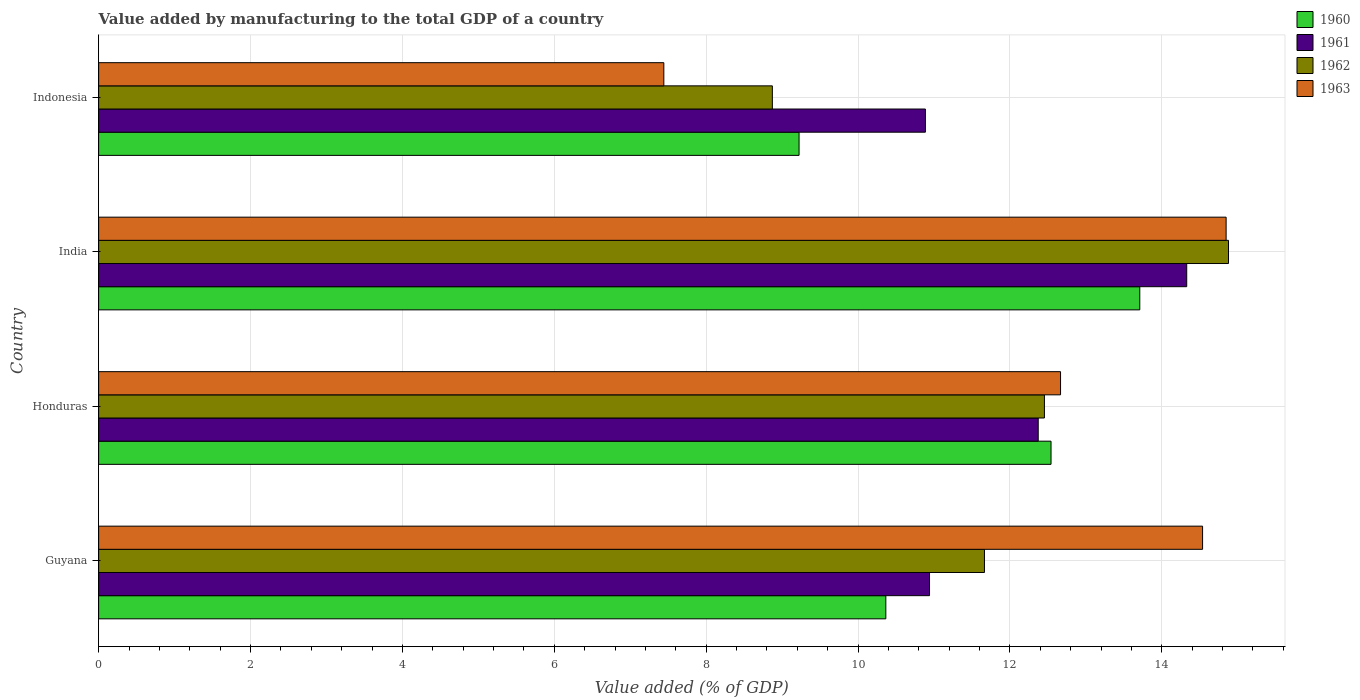 Value added by manufacturing to the total GDP of a country
1960
1961
1962
1963
Indonesia
India
Honduras
Guyana
Country
0
2
4
6
8
10
12
14
Value added (% of GDP)